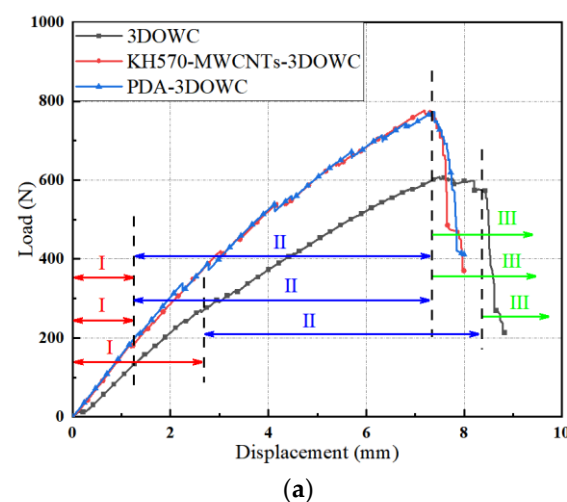 1000
800
600
400
200
0
Load (N)
3DOWC
KH570-MWCNTs-3DOWC
PDA-3DOWC
I
I
I
II
II
II
III
III
III
0 2 4 6 8 10
Displacement (mm)
(a)